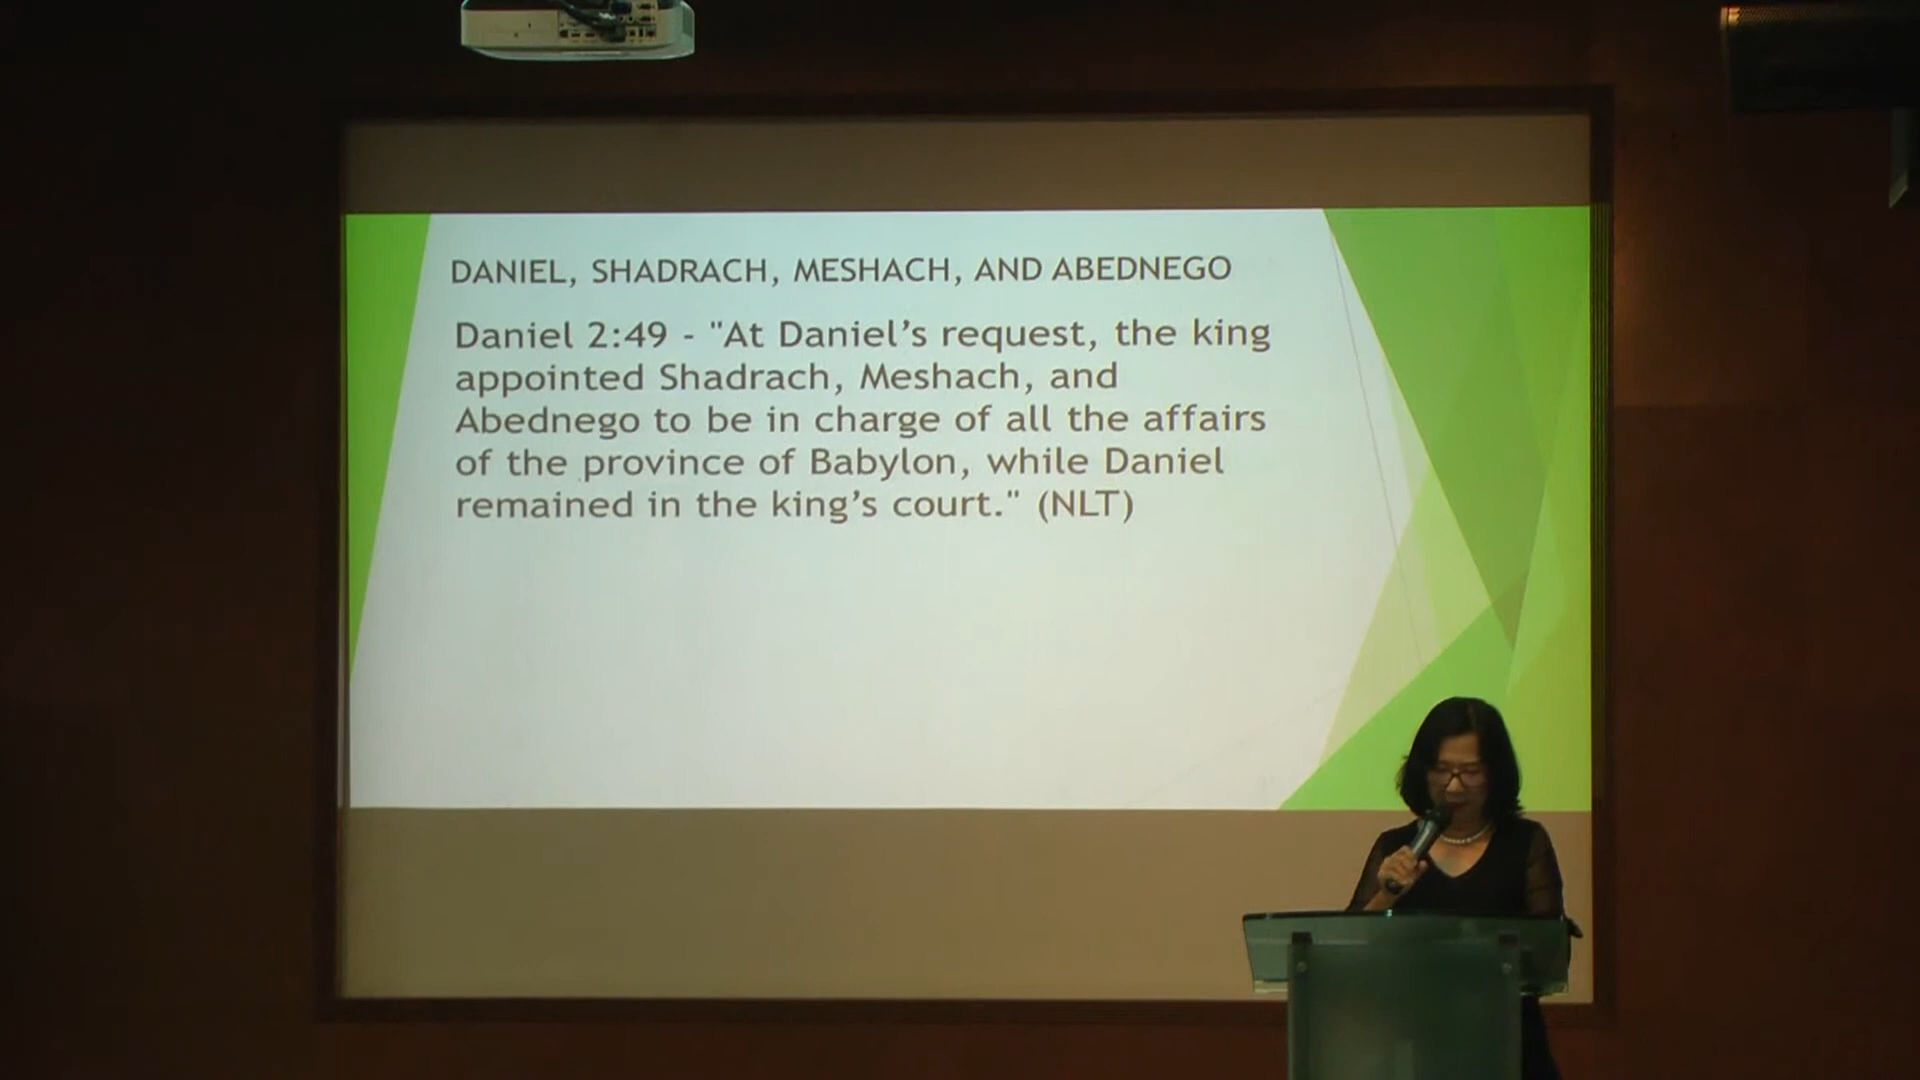 DANIEL, SHADRACH, MESHACH, AND ABEDNEGO
Daniel 2:49 - "At Daniel’s request, the king
appointed Shadrach, Meshach, and
Abednego to be in charge of all the affairs
of the province of Babylon, while Daniel
remained in the king’s court." (NLT)